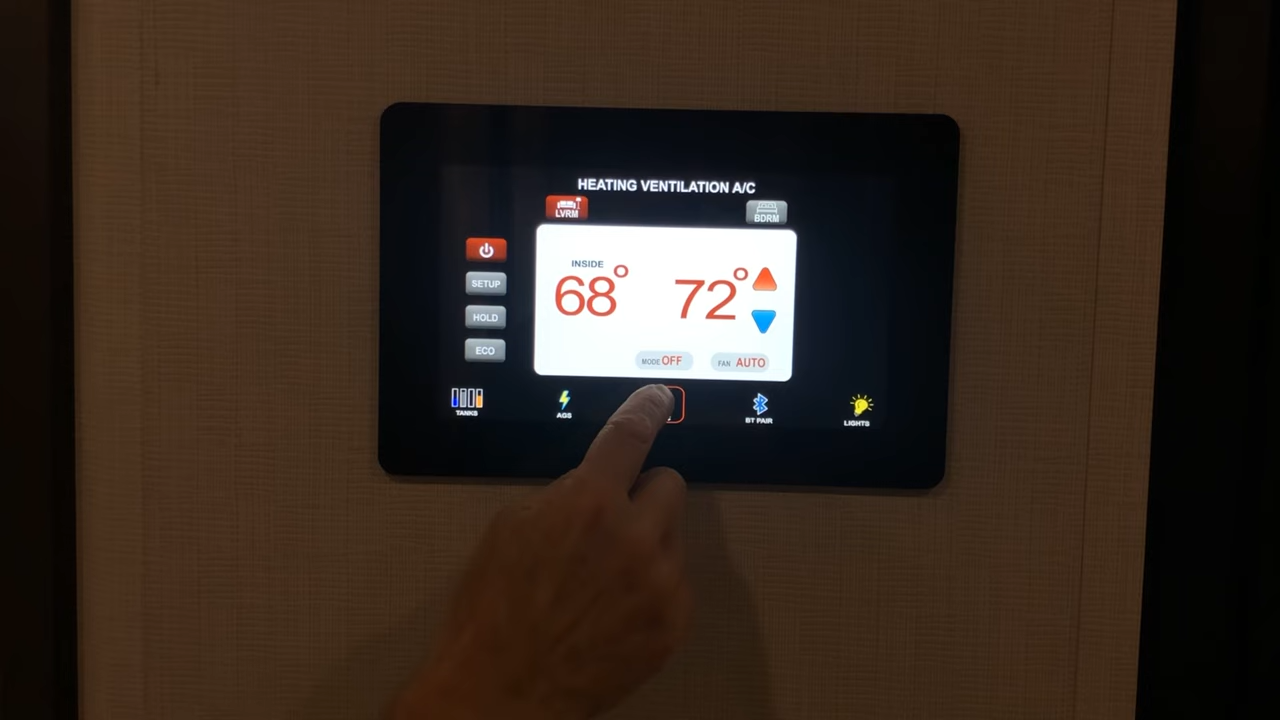 HEATING VENTILATION A/C
LVRM
BDRM
SETUP
HOLD
ECO
INSIDE
68°
72°
MODE OFF
FAN AUTO
TANKS
AGS
BT PAIR
LIGHTS